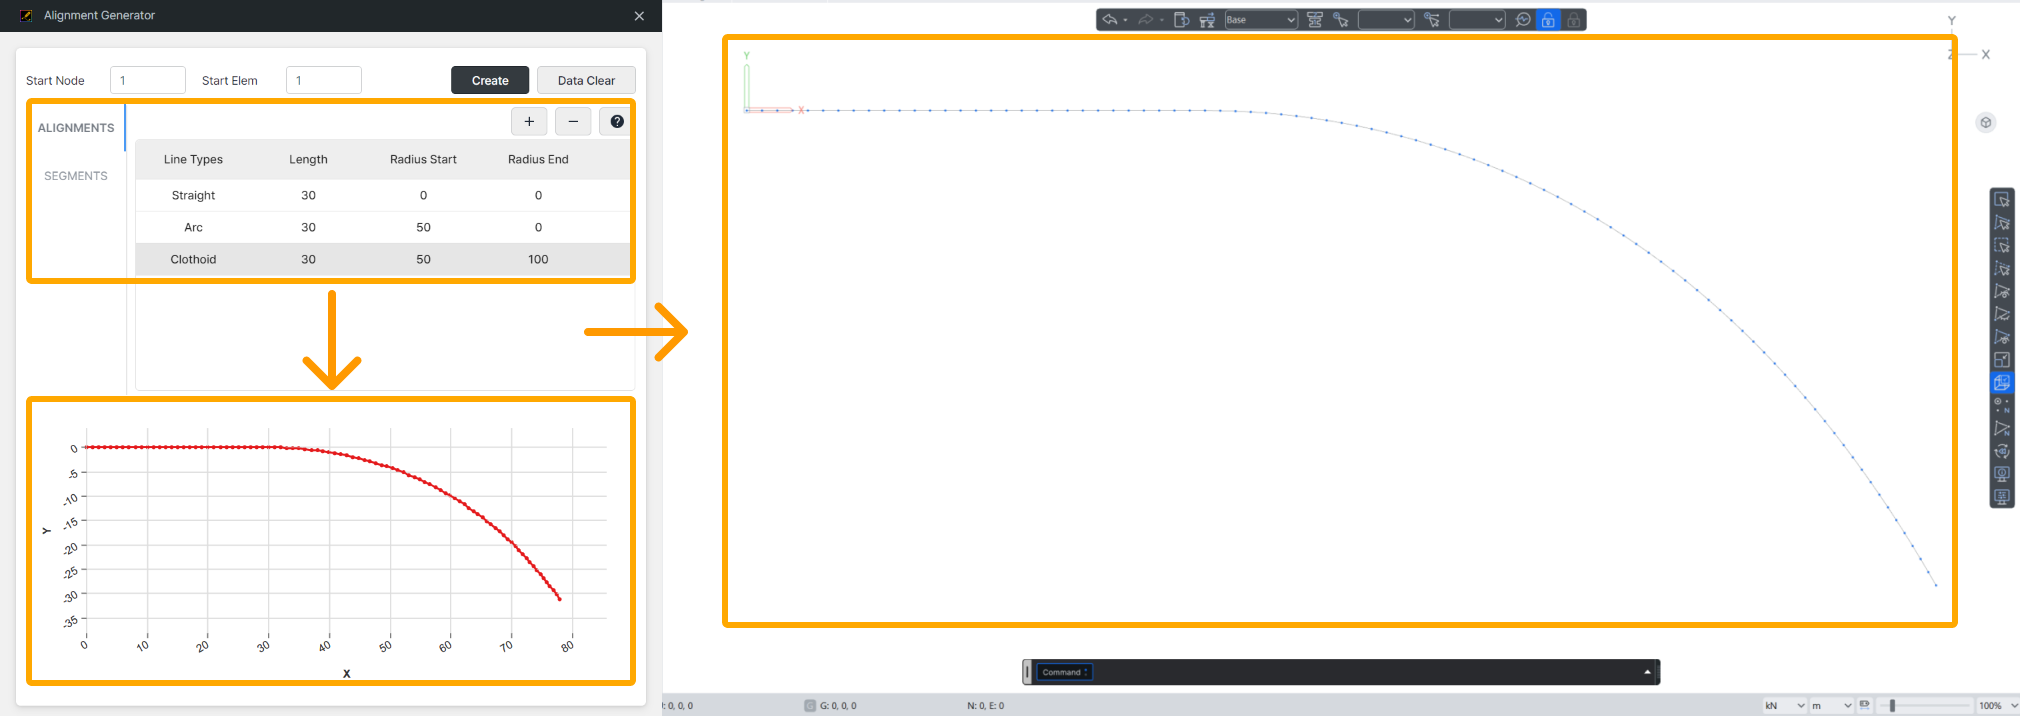 Alignment Generator
Start Node 1 Start Elem 1 Create Data Clear
ALIGNMENTS
SEGMENTS
+ − ?
Line Types Length Radius Start Radius End
Straight 30 0 0
Arc 30 50 0
Clothoid 30 50 100
0
-5
-10
-15
-20
-25
-30
-35
Y
0 10 20 30 40 50 60 70 80
X
Base
Y
X
Y
Z X
N
N
Command :
: 0, 0, 0 G: 0, 0, 0 N: 0, E: 0 kN m 100%